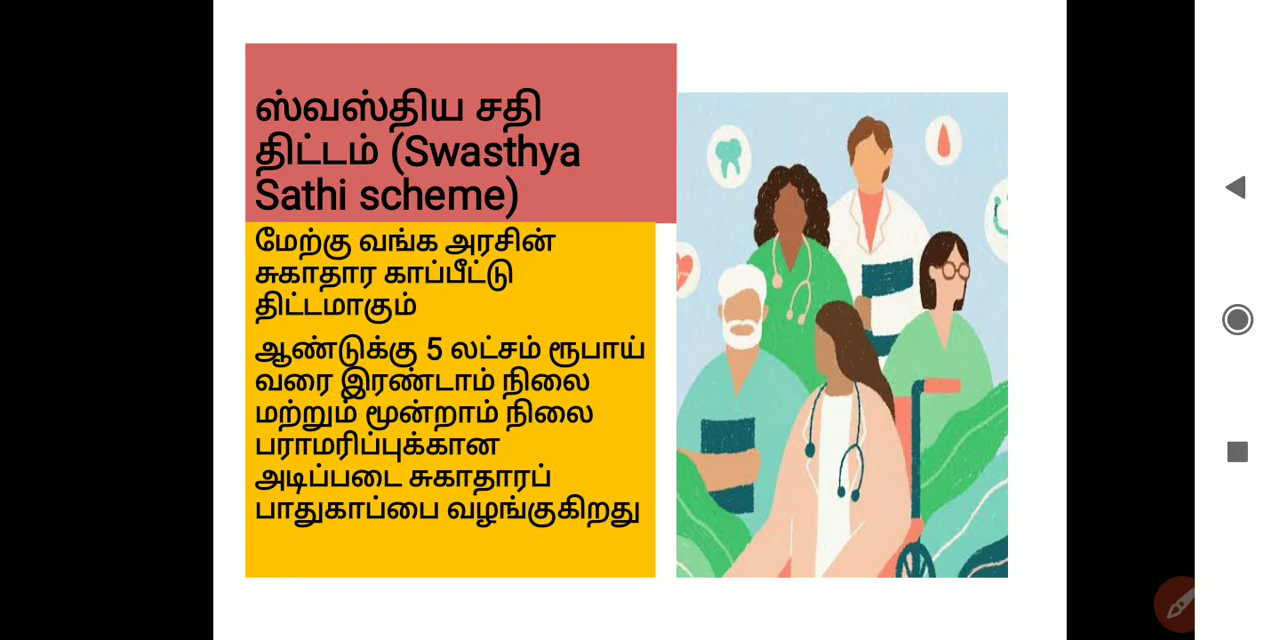 ஸ்வஸ்திய சதி
திட்டம் (Swasthya
Sathi scheme)
மேற்கு வங்க அரசின்
சுகாதார காப்பீட்டு
திட்டமாகும்
ஆண்டுக்கு 5 லட்சம் ரூபாய்
வரை இரண்டாம் நிலை
மற்றும் மூன்றாம் நிலை
பராமரிப்புக்கான
அடிப்படை சுகாதாரப்
பாதுகாப்பை வழங்குகிறது